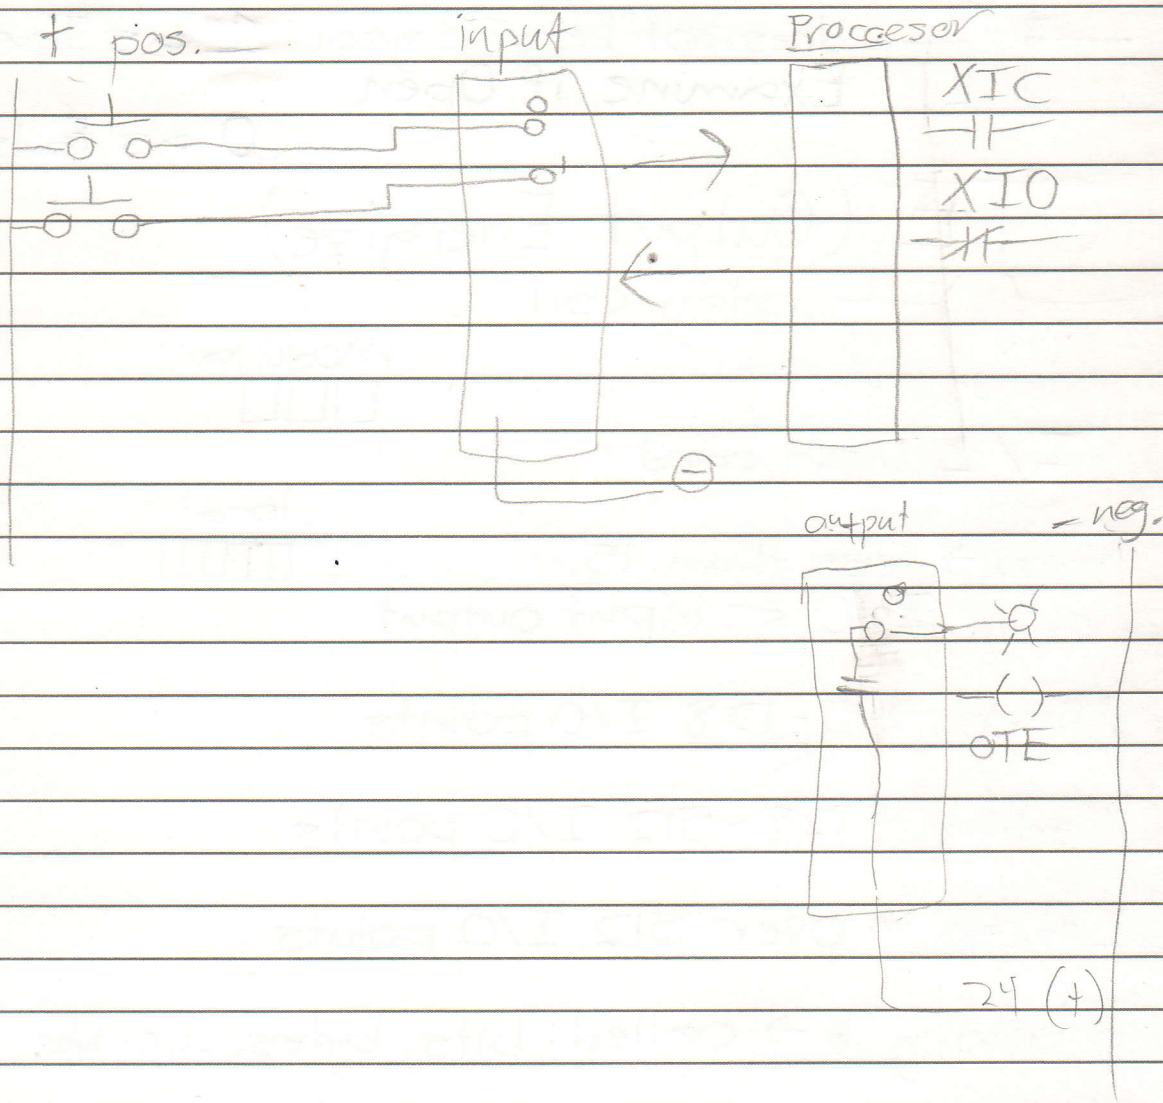 + pos.
input
Proccesor
XIC
XIO
output
- neg.
OTE
24 (+)